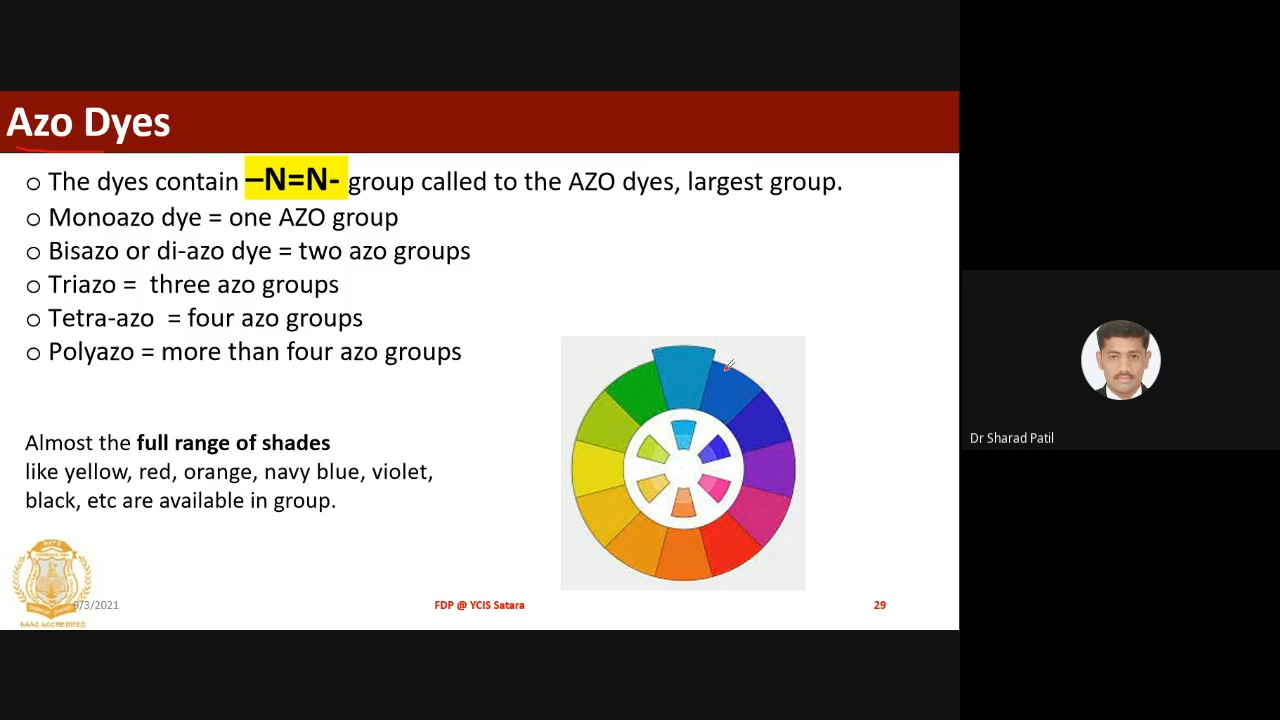 Azo Dyes
○ The dyes contain –N=N- group called to the AZO dyes, largest group.
○ Monoazo dye = one AZO group
○ Bisazo or di-azo dye = two azo groups
○ Triazo = three azo groups
○ Tetra-azo = four azo groups
○ Polyazo = more than four azo groups
Almost the full range of shades
like yellow, red, orange, navy blue, violet,
black, etc are available in group.
Dr Sharad Patil
9/3/2021
FDP @ YCIS Satara
29
NAAC ACCREDITED